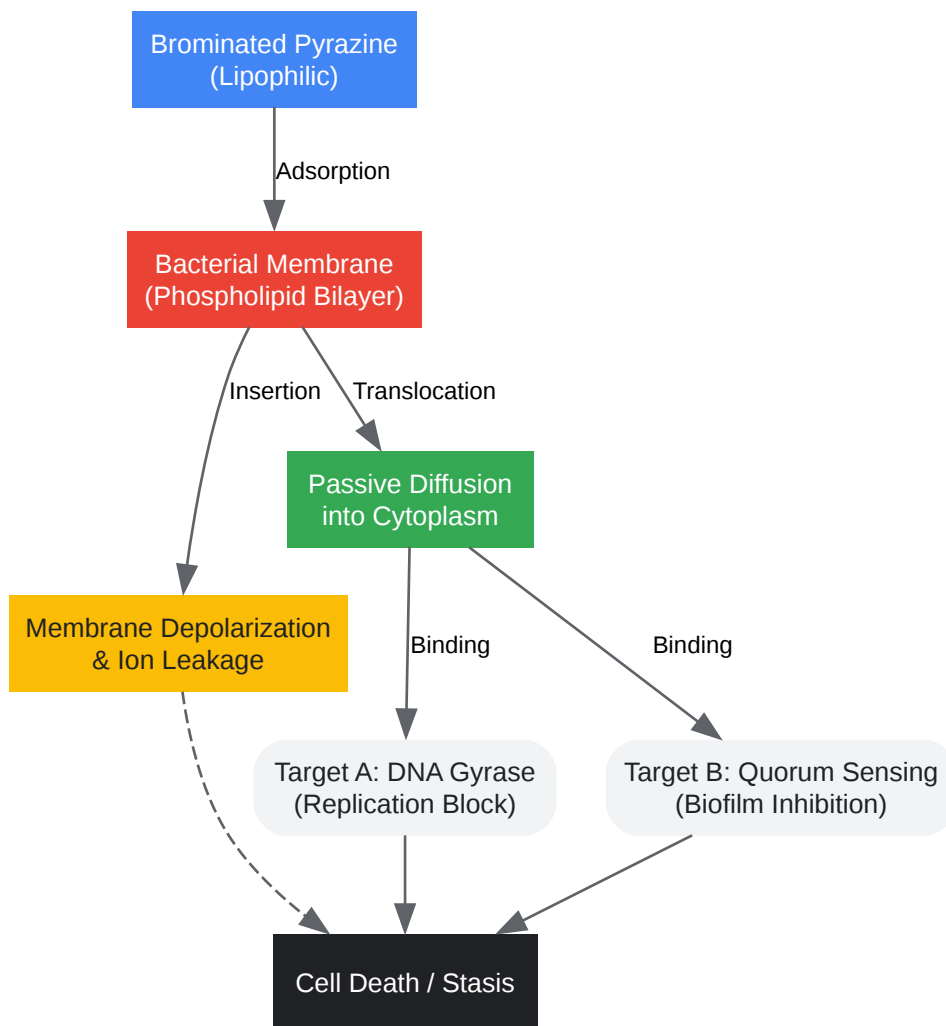 Brominated Pyrazine
(Lipophilic)
Adsorption
Bacterial Membrane
(Phospholipid Bilayer)
Insertion
Translocation
Passive Diffusion
into Cytoplasm
Membrane Depolarization
& Ion Leakage
Binding
Binding
Target A: DNA Gyrase
(Replication Block)
Target B: Quorum Sensing
(Biofilm Inhibition)
Cell Death / Stasis